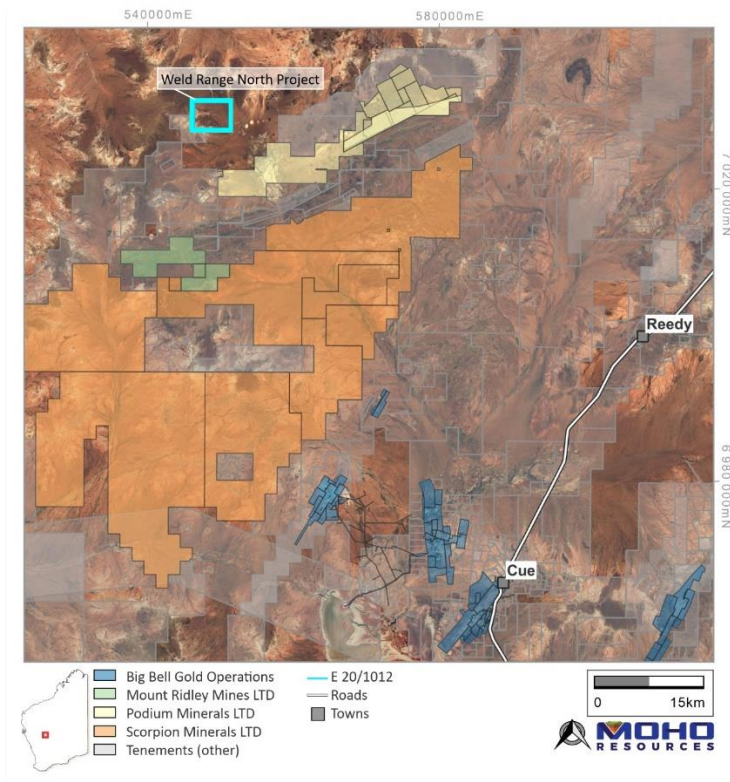 540000mE
580000mE
Weld Range North Project
7 020 000mN
Reedy
6 980 000mN
Cue
Big Bell Gold Operations
Mount Ridley Mines LTD
Podium Minerals LTD
Scorpion Minerals LTD
Tenements (other)
E 20/1012
Roads
Towns
0 15km
MOHO
RESOURCES